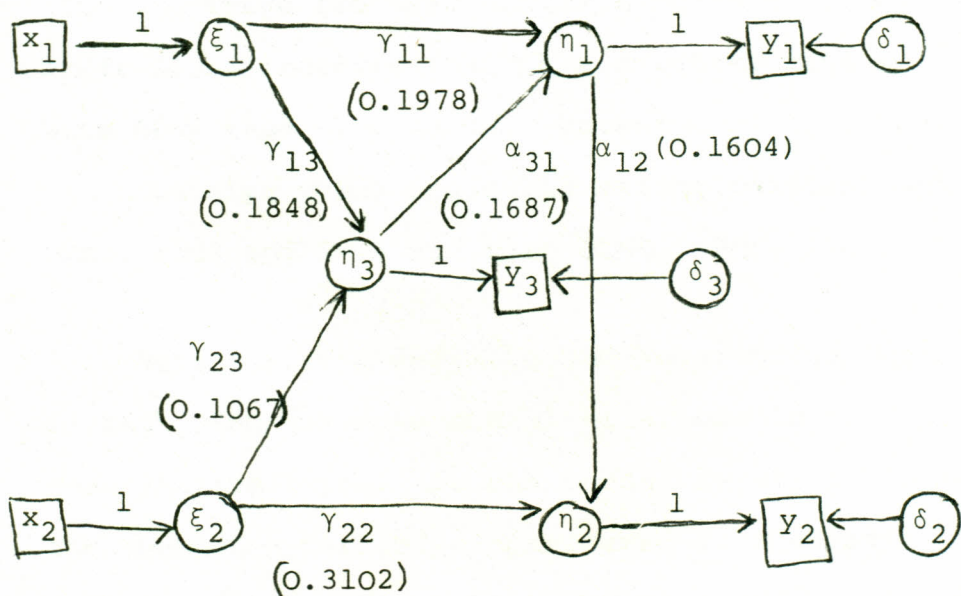 x₁ 1 ξ₁ γ₁₁ η₁ 1 y₁ δ₁
(0.1978)
γ₁₃ α₃₁ α₁₂ (0.1604)
(0.1848) (0.1687)
η₃ 1 y₃ δ₃
γ₂₃
(0.1067)
x₂ 1 ξ₂ γ₂₂ η₂ 1 y₂ δ₂
(0.3102)